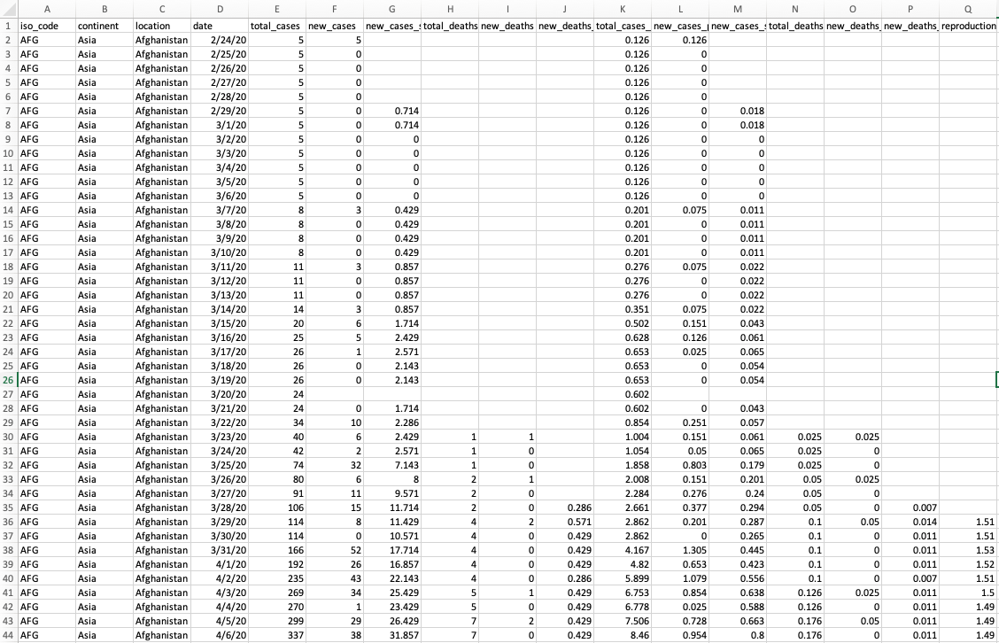 A B C D E F G H I J K L M N O P Q
1 iso_code continent location date total_cases new_cases new_cases_s total_deaths new_deaths new_deaths_ total_cases_ new_cases_p new_cases_s total_deaths new_deaths_ new_deaths_ reproduction
2 AFG Asia Afghanistan 2/24/20 5 5 0.126 0.126
3 AFG Asia Afghanistan 2/25/20 5 0 0.126 0
4 AFG Asia Afghanistan 2/26/20 5 0 0.126 0
5 AFG Asia Afghanistan 2/27/20 5 0 0.126 0
6 AFG Asia Afghanistan 2/28/20 5 0 0.126 0
7 AFG Asia Afghanistan 2/29/20 5 0 0.714 0.126 0 0.018
8 AFG Asia Afghanistan 3/1/20 5 0 0.714 0.126 0 0.018
9 AFG Asia Afghanistan 3/2/20 5 0 0 0.126 0 0
10 AFG Asia Afghanistan 3/3/20 5 0 0 0.126 0 0
11 AFG Asia Afghanistan 3/4/20 5 0 0 0.126 0 0
12 AFG Asia Afghanistan 3/5/20 5 0 0 0.126 0 0
13 AFG Asia Afghanistan 3/6/20 5 0 0 0.126 0 0
14 AFG Asia Afghanistan 3/7/20 8 3 0.429 0.201 0.075 0.011
15 AFG Asia Afghanistan 3/8/20 8 0 0.429 0.201 0 0.011
16 AFG Asia Afghanistan 3/9/20 8 0 0.429 0.201 0 0.011
17 AFG Asia Afghanistan 3/10/20 8 0 0.429 0.201 0 0.011
18 AFG Asia Afghanistan 3/11/20 11 3 0.857 0.276 0.075 0.022
19 AFG Asia Afghanistan 3/12/20 11 0 0.857 0.276 0 0.022
20 AFG Asia Afghanistan 3/13/20 11 0 0.857 0.276 0 0.022
21 AFG Asia Afghanistan 3/14/20 14 3 0.857 0.351 0.075 0.022
22 AFG Asia Afghanistan 3/15/20 20 6 1.714 0.502 0.151 0.043
23 AFG Asia Afghanistan 3/16/20 25 5 2.429 0.628 0.126 0.061
24 AFG Asia Afghanistan 3/17/20 26 1 2.571 0.653 0.025 0.065
25 AFG Asia Afghanistan 3/18/20 26 0 2.143 0.653 0 0.054
26 AFG Asia Afghanistan 3/19/20 26 0 2.143 0.653 0 0.054
27 AFG Asia Afghanistan 3/20/20 24 0.602
28 AFG Asia Afghanistan 3/21/20 24 0 1.714 0.602 0 0.043
29 AFG Asia Afghanistan 3/22/20 34 10 2.286 0.854 0.251 0.057
30 AFG Asia Afghanistan 3/23/20 40 6 2.429 1 1 1.004 0.151 0.061 0.025 0.025
31 AFG Asia Afghanistan 3/24/20 42 2 2.571 1 0 1.054 0.05 0.065 0.025 0
32 AFG Asia Afghanistan 3/25/20 74 32 7.143 1 0 1.858 0.803 0.179 0.025 0
33 AFG Asia Afghanistan 3/26/20 80 6 8 2 1 2.008 0.151 0.201 0.05 0.025
34 AFG Asia Afghanistan 3/27/20 91 11 9.571 2 0 2.284 0.276 0.24 0.05 0
35 AFG Asia Afghanistan 3/28/20 106 15 11.714 2 0 0.286 2.661 0.377 0.294 0.05 0 0.007
36 AFG Asia Afghanistan 3/29/20 114 8 11.429 4 2 0.571 2.862 0.201 0.287 0.1 0.05 0.014 1.51
37 AFG Asia Afghanistan 3/30/20 114 0 10.571 4 0 0.429 2.862 0 0.265 0.1 0 0.011 1.51
38 AFG Asia Afghanistan 3/31/20 166 52 17.714 4 0 0.429 4.167 1.305 0.445 0.1 0 0.011 1.53
39 AFG Asia Afghanistan 4/1/20 192 26 16.857 4 0 0.429 4.82 0.653 0.423 0.1 0 0.011 1.52
40 AFG Asia Afghanistan 4/2/20 235 43 22.143 4 0 0.286 5.899 1.079 0.556 0.1 0 0.007 1.51
41 AFG Asia Afghanistan 4/3/20 269 34 25.429 5 1 0.429 6.753 0.854 0.638 0.126 0.025 0.011 1.5
42 AFG Asia Afghanistan 4/4/20 270 1 23.429 5 0 0.429 6.778 0.025 0.588 0.126 0 0.011 1.49
43 AFG Asia Afghanistan 4/5/20 299 29 26.429 7 2 0.429 7.506 0.728 0.663 0.176 0.05 0.011 1.49
44 AFG Asia Afghanistan 4/6/20 337 38 31.857 7 0 0.429 8.46 0.954 0.8 0.176 0 0.011 1.49